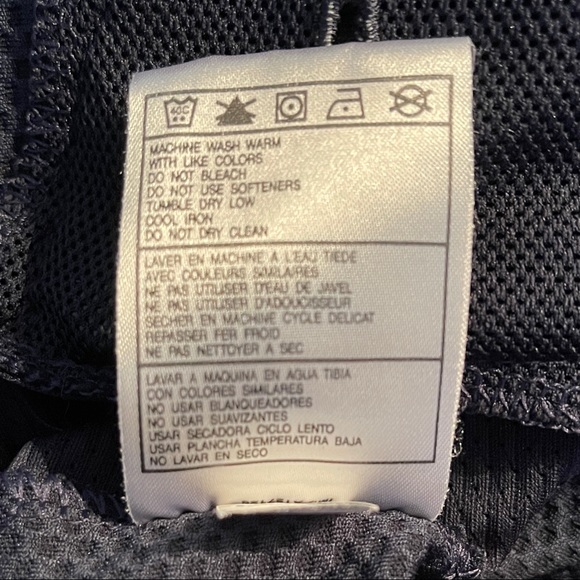 40C
MACHINE WASH WARM
WITH LIKE COLORS
DO NOT BLEACH
DO NOT USE SOFTENERS
TUMBLE DRY LOW
COOL IRON
DO NOT DRY CLEAN
LAVER EN MACHINE A L'EAU TIEDE
AVEC COULEURS SIMILAIRES
NE PAS UTILISER D'EAU DE JAVEL
NE PAS UTILISER D'ADOUCISSEUR
SECHER EN MACHINE CYCLE DELICAT
REPASSER FER FROID
NE PAS NETTOYER A SEC
LAVAR A MAQUINA EN AGUA TIBIA
CON COLORES SIMILARES
NO USAR BLANQUEADORES
NO USAR SUAVIZANTES
USAR SECADORA CICLO LENTO
USAR PLANCHA TEMPERATURA BAJA
NO LAVAR EN SECO